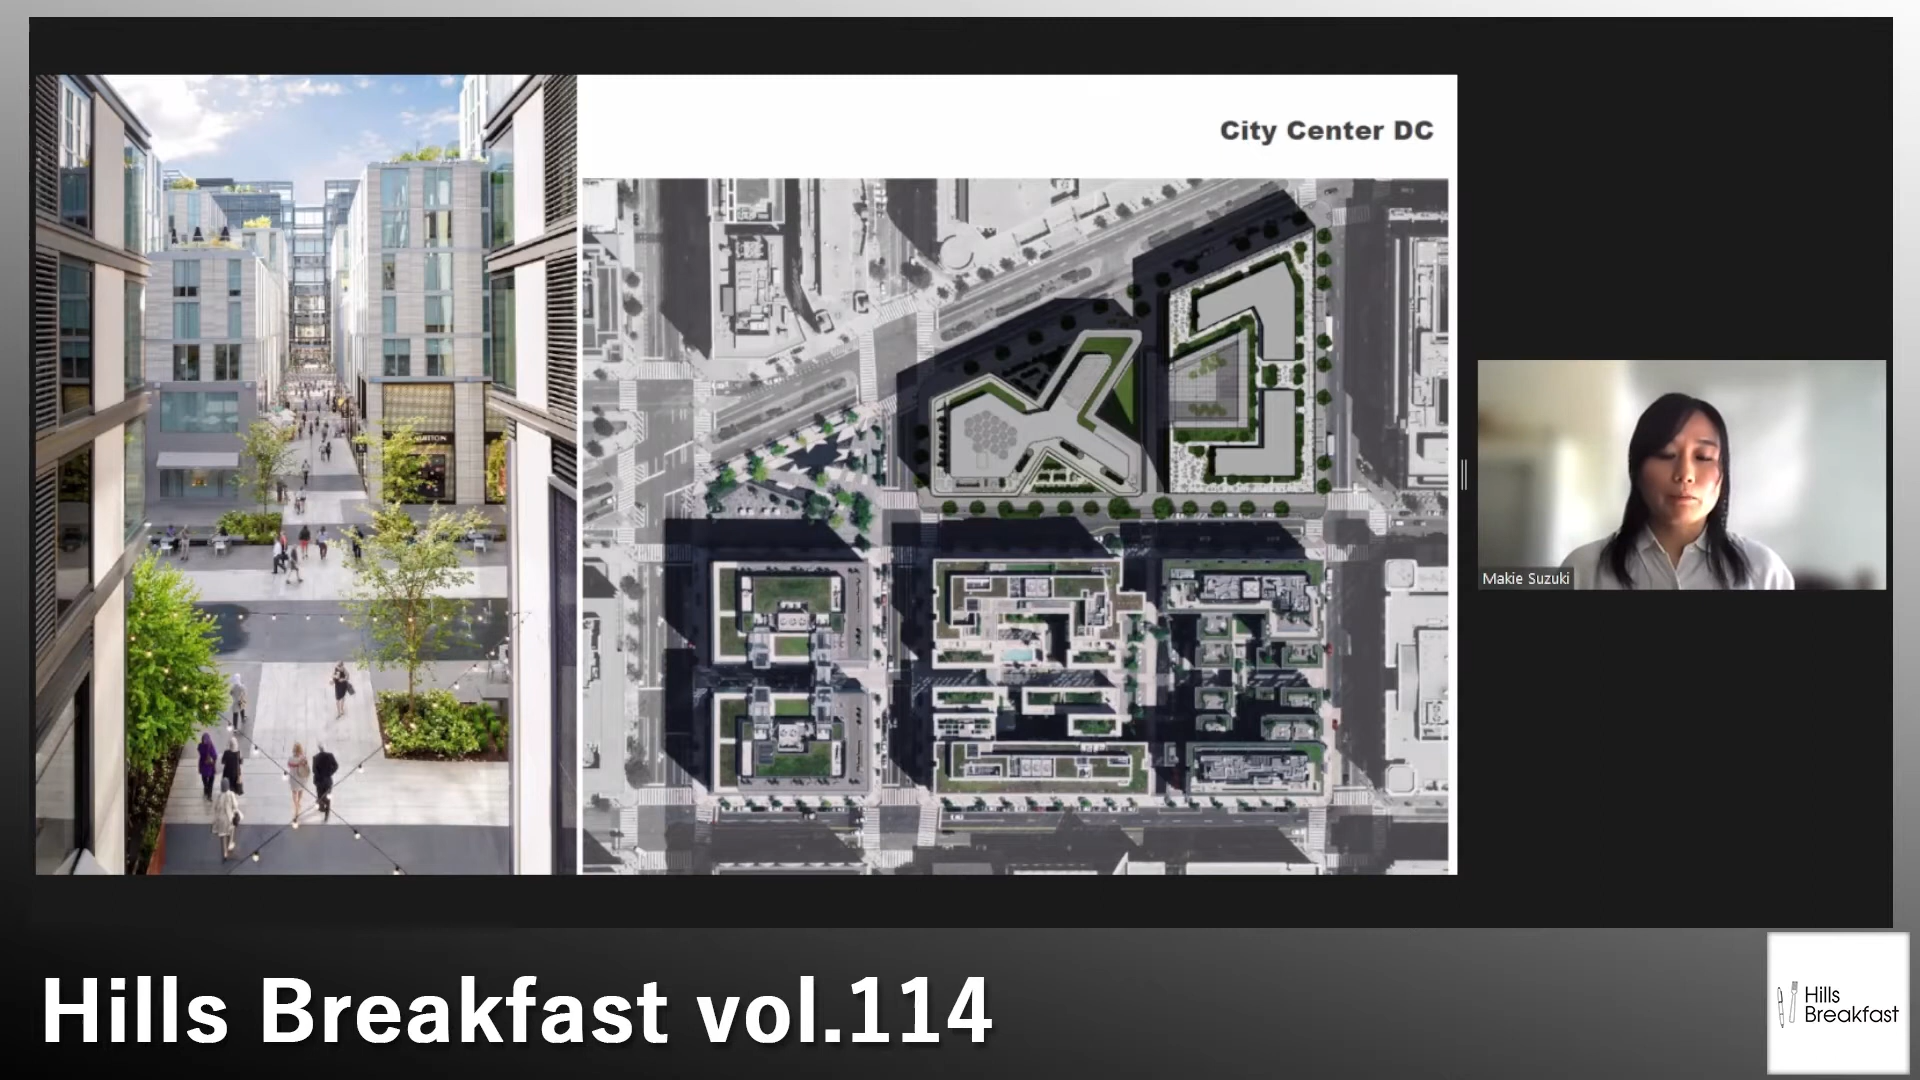 City Center DC
Makie Suzuki
Hills Breakfast vol.114
Hills
Breakfast